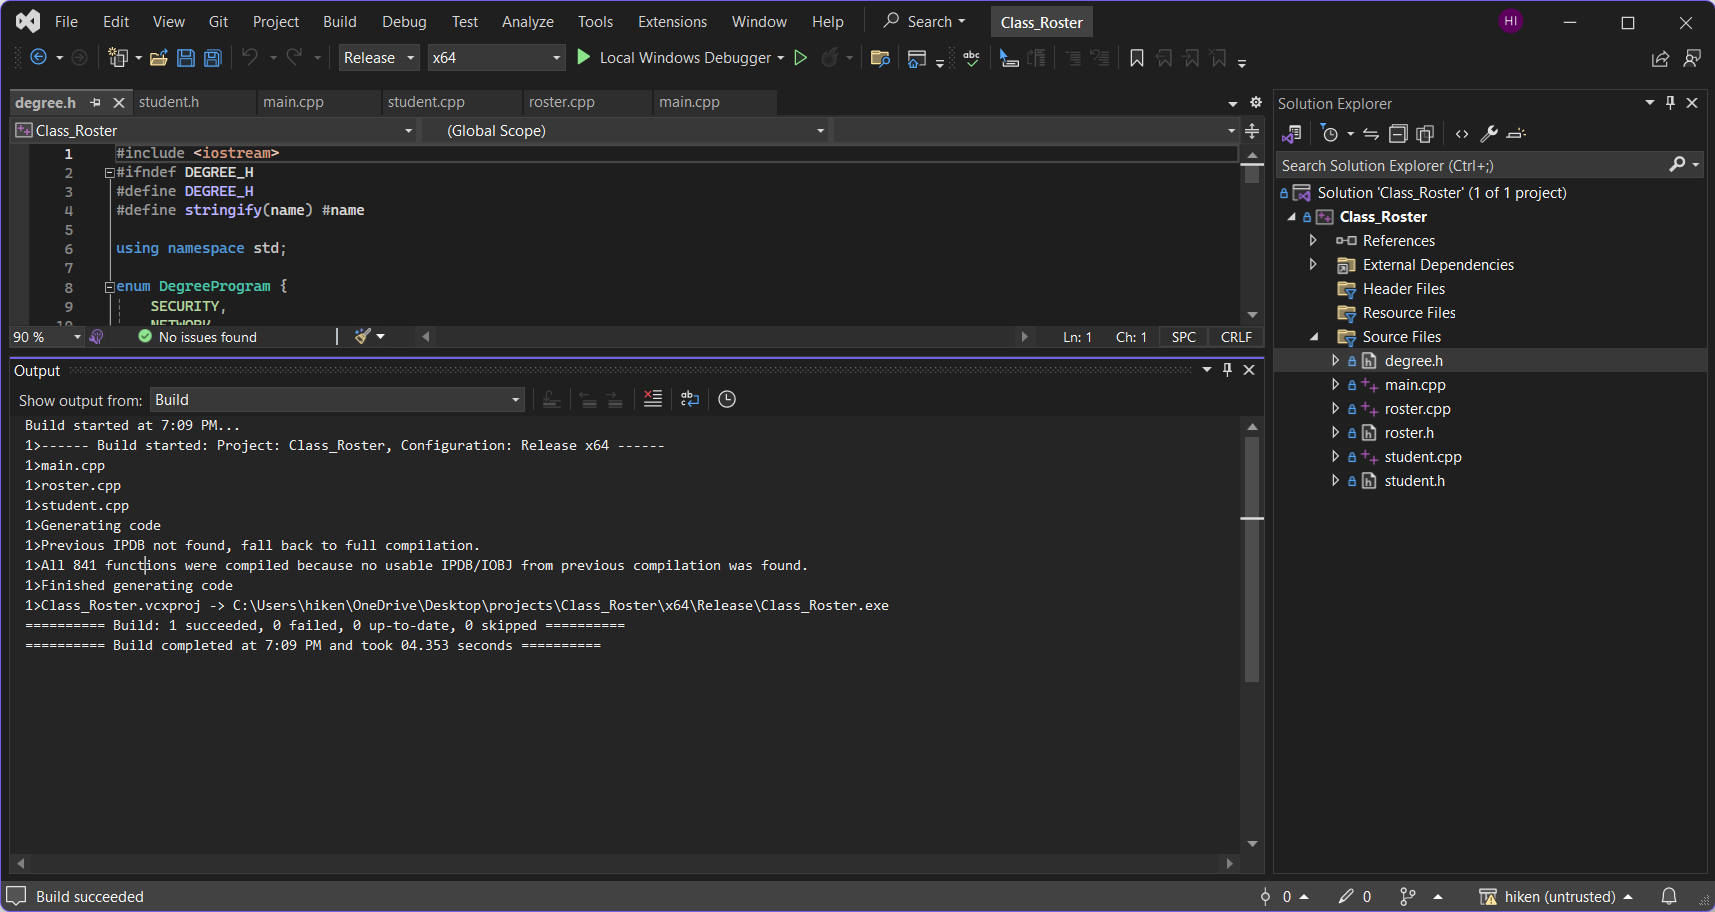 File Edit View Git Project Build Debug Test Analyze Tools Extensions Window Help Search Class_Roster HI
Release x64 Local Windows Debugger abc
degree.h student.h main.cpp student.cpp roster.cpp main.cpp
Class_Roster (Global Scope)
1 #include <iostream>
2 #ifndef DEGREE_H
3 #define DEGREE_H
4 #define stringify(name) #name
5
6 using namespace std;
7
8 enum DegreeProgram {
9 SECURITY,
10 NETWORK
90 % No issues found Ln: 1 Ch: 1 SPC CRLF
Output
Show output from: Build
Build started at 7:09 PM...
1>------ Build started: Project: Class_Roster, Configuration: Release x64 ------
1>main.cpp
1>roster.cpp
1>student.cpp
1>Generating code
1>Previous IPDB not found, fall back to full compilation.
1>All 841 functions were compiled because no usable IPDB/IOBJ from previous compilation was found.
1>Finished generating code
1>Class_Roster.vcxproj -> C:\Users\hiken\OneDrive\Desktop\projects\Class_Roster\x64\Release\Class_Roster.exe
========== Build: 1 succeeded, 0 failed, 0 up-to-date, 0 skipped ==========
========== Build completed at 7:09 PM and took 04.353 seconds ==========
Solution Explorer
Search Solution Explorer (Ctrl+;)
Solution 'Class_Roster' (1 of 1 project)
Class_Roster
References
External Dependencies
Header Files
Resource Files
Source Files
degree.h
main.cpp
roster.cpp
roster.h
student.cpp
student.h
Build succeeded 0 0 hiken (untrusted)